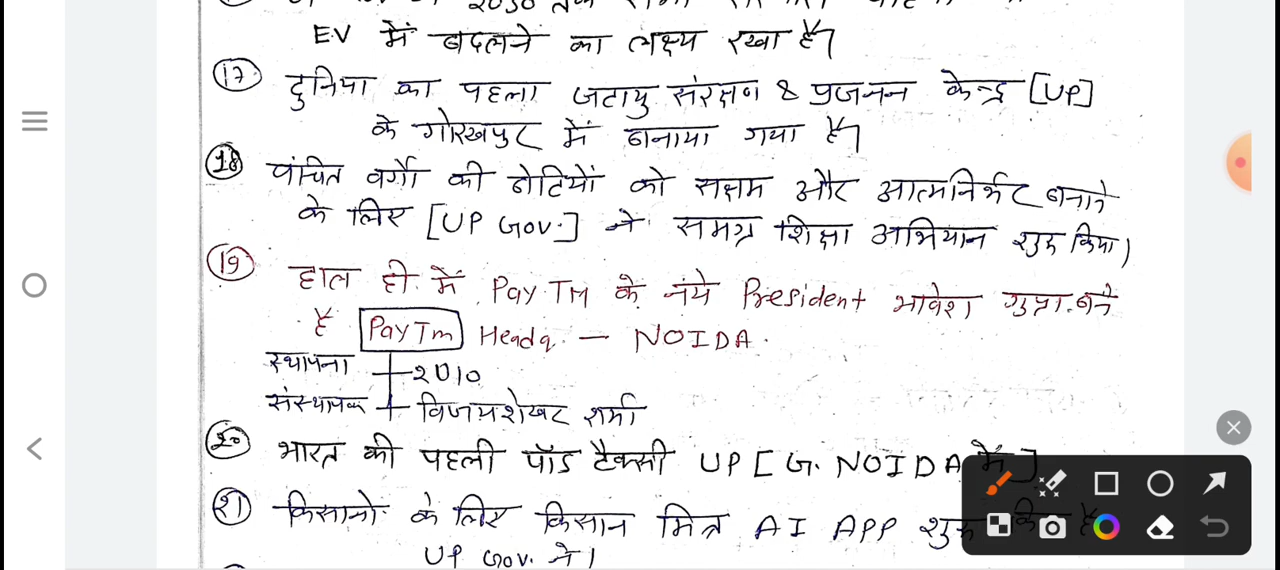 2030 तक
E.V में बदलने का लक्ष्य रखा है।
(17) दुनिया का पहला जटायु संरक्षण & प्रजनन केन्द्र [UP]
के गोरखपुर में बनाया गया है।
(18) वंचित वर्गों की बेटियों को सक्षम और आत्मनिर्भर बनाने
के लिए [UP Gov.] ने समग्र शिक्षा अभियान शुरू किया।
(19) हाल ही में PayTM के नये President भावेश गुप्ता बने
है PayTm Headq. — NOIDA.
स्थापना 2010
संस्थापक विजयशेखर शर्मा
(20) भारत की पहली पॉड टैक्सी UP [G. NOIDA में]
(21) किसानों के लिए किसान मित्र AI APP शुरू
UP Gov. ने।